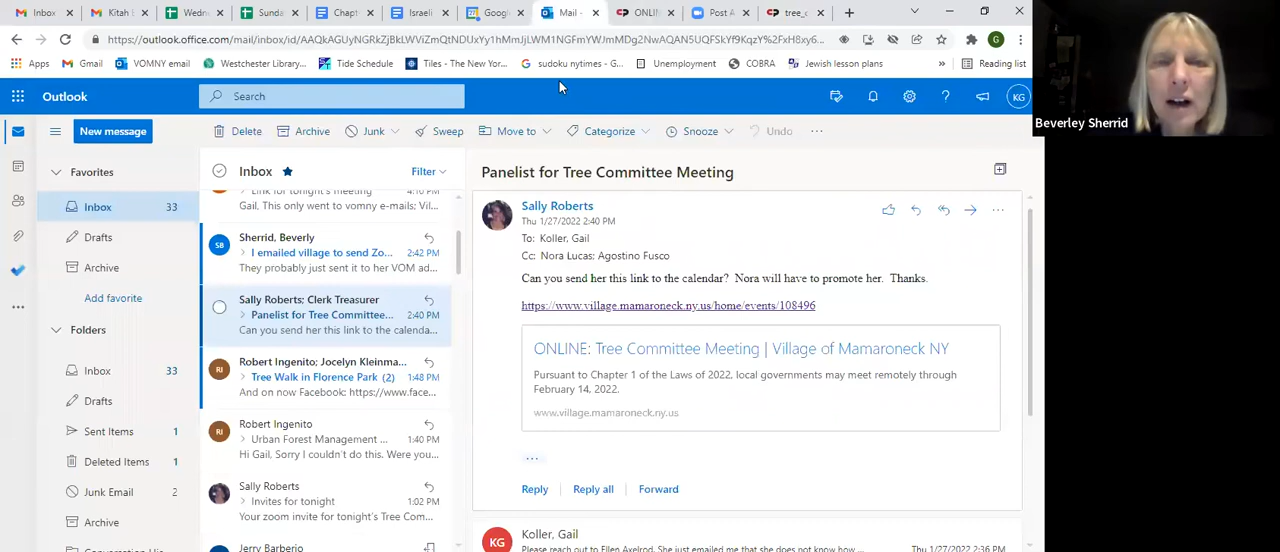 Inbox
Kitah E
Wedne
Sunda
Chapt
Israeli
Google
Mail -
ONLI
Post A
tree_c
https://outlook.office.com/mail/inbox/id/
Apps
Gmail
VOMNY email
Westchester Library...
Tide Schedule
Tiles - The New Yor...
sudoku nytimes - G...
Unemployment
COBRA
Jewish lesson plans
»
Reading list
G
Beverley Sherrid
Outlook
Search
KG
New message
Delete
Archive
Junk
Sweep
Move to
Categorize
Snooze
Undo
Favorites
Inbox 33
Drafts
Archive
Add favorite
Folders
Inbox 33
Drafts
Sent Items 1
Deleted Items 1
Junk Email 2
Archive
Conversation His
Inbox
Filter
Link for tonight's meeting 4:10 PM
Gail, This only went to vomny e-mails: Vil...
SB
Sherrid, Beverly
I emailed village to send Zo... 2:42 PM
They probably just sent it to her VOM ad...
Sally Roberts; Clerk Treasurer
Panelist for Tree Committee... 2:40 PM
Can you send her this link to the calenda...
RI
Robert Ingenito; Jocelyn Kleinma...
Tree Walk in Florence Park (2) 1:48 PM
And on now Facebook: https://www.face...
RI
Robert Ingenito
Urban Forest Management ... 1:40 PM
Hi Gail, Sorry I couldn't do this. Were you...
Sally Roberts
Invites for tonight 1:02 PM
Your zoom invite for tonight's Tree Com...
Jerry Barberio
Panelist for Tree Committee Meeting
Sally Roberts
Thu 1/27/2022 2:40 PM
To: Koller, Gail
Cc: Nora Lucas; Agostino Fusco
Can you send her this link to the calendar? Nora will have to promote her. Thanks.
https://www.village.mamaroneck.ny.us/home/events/108496
ONLINE: Tree Committee Meeting | Village of Mamaroneck NY
Pursuant to Chapter 1 of the Laws of 2022, local governments may meet remotely through
February 14, 2022.
www.village.mamaroneck.ny.us
...
Reply
Reply all
Forward
KG
Koller, Gail
Please reach out to Ellen Axelrod. She just emailed me that she does not know how ... Thu 1/27/2022 2:36 PM